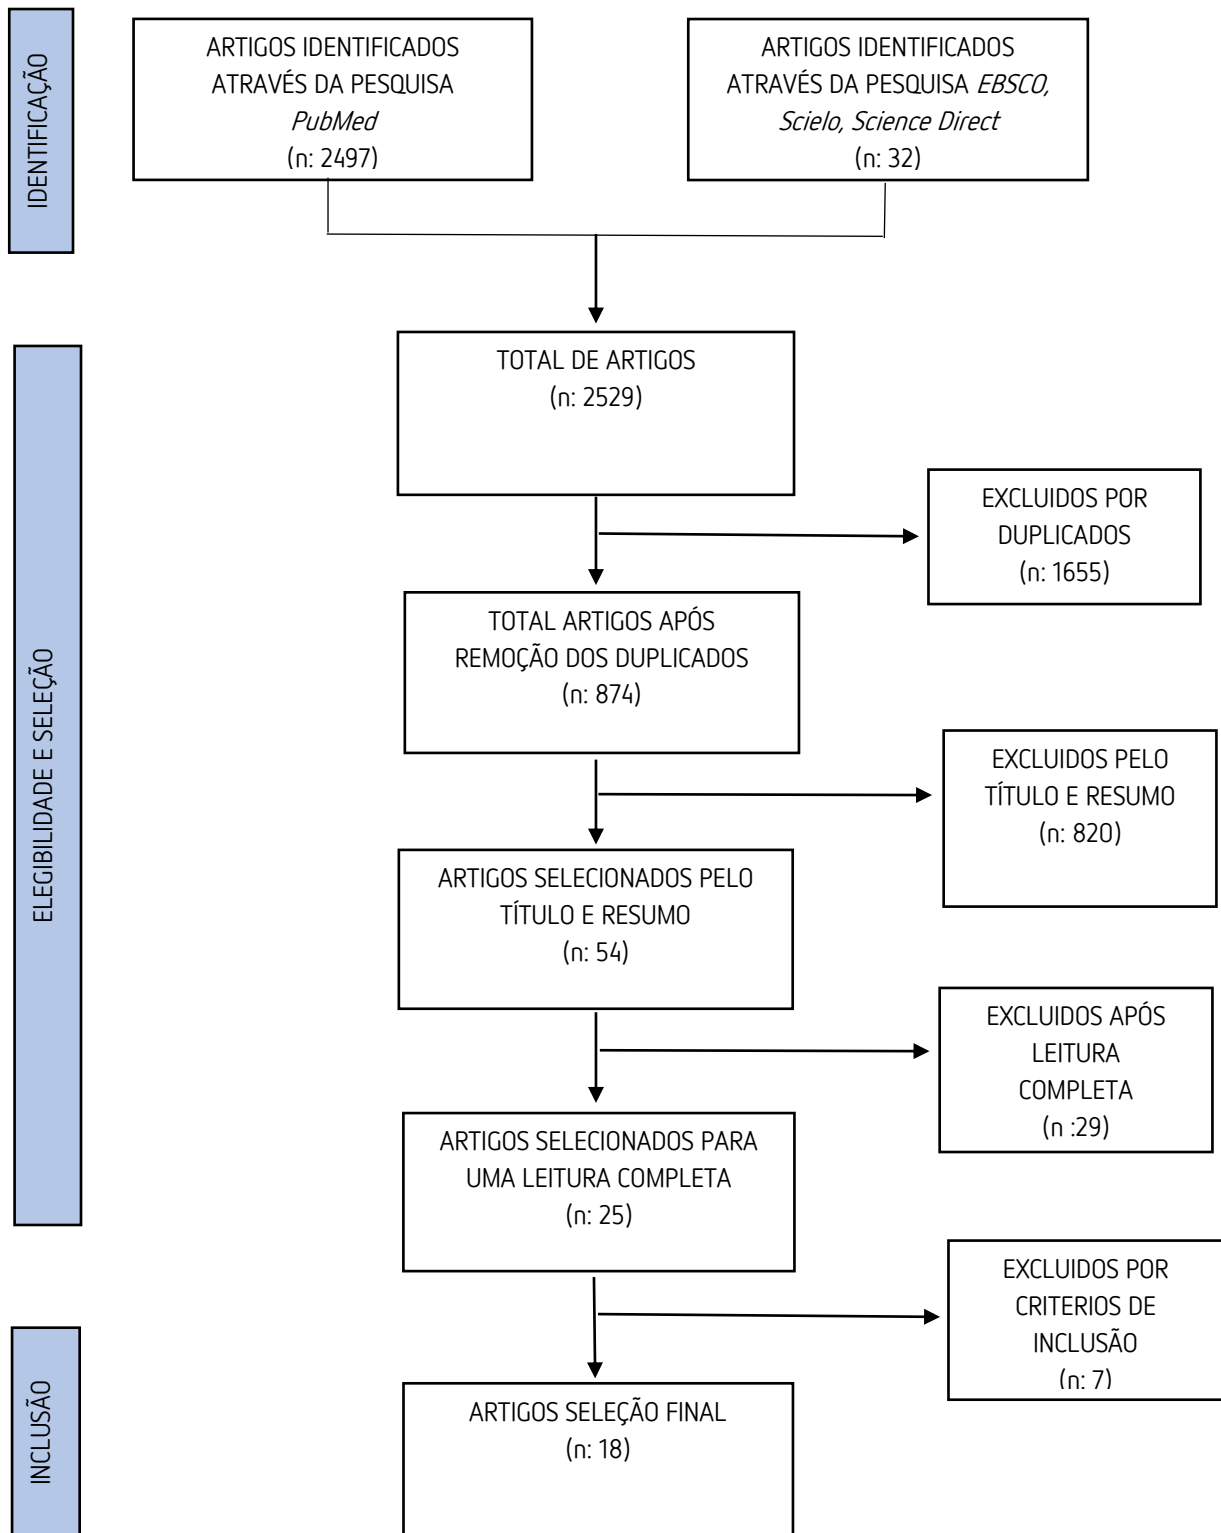 IDENTIFICAÇÃO
ARTIGOS IDENTIFICADOS
ATRAVÉS DA PESQUISA
PubMed
(n: 2497)
ARTIGOS IDENTIFICADOS
ATRAVÉS DA PESQUISA EBSCO,
Scielo, Science Direct
(n: 32)
ELEGIBILIDADE E SELEÇÃO
TOTAL DE ARTIGOS
(n: 2529)
EXCLUIDOS POR
DUPLICADOS
(n: 1655)
TOTAL ARTIGOS APÓS
REMOÇÃO DOS DUPLICADOS
(n: 874)
EXCLUIDOS PELO
TÍTULO E RESUMO
(n: 820)
ARTIGOS SELECIONADOS PELO
TÍTULO E RESUMO
(n: 54)
EXCLUIDOS APÓS
LEITURA
COMPLETA
(n :29)
ARTIGOS SELECIONADOS PARA
UMA LEITURA COMPLETA
(n: 25)
EXCLUIDOS POR
CRITERIOS DE
INCLUSÃO
(n: 7)
INCLUSÃO
ARTIGOS SELEÇÃO FINAL
(n: 18)